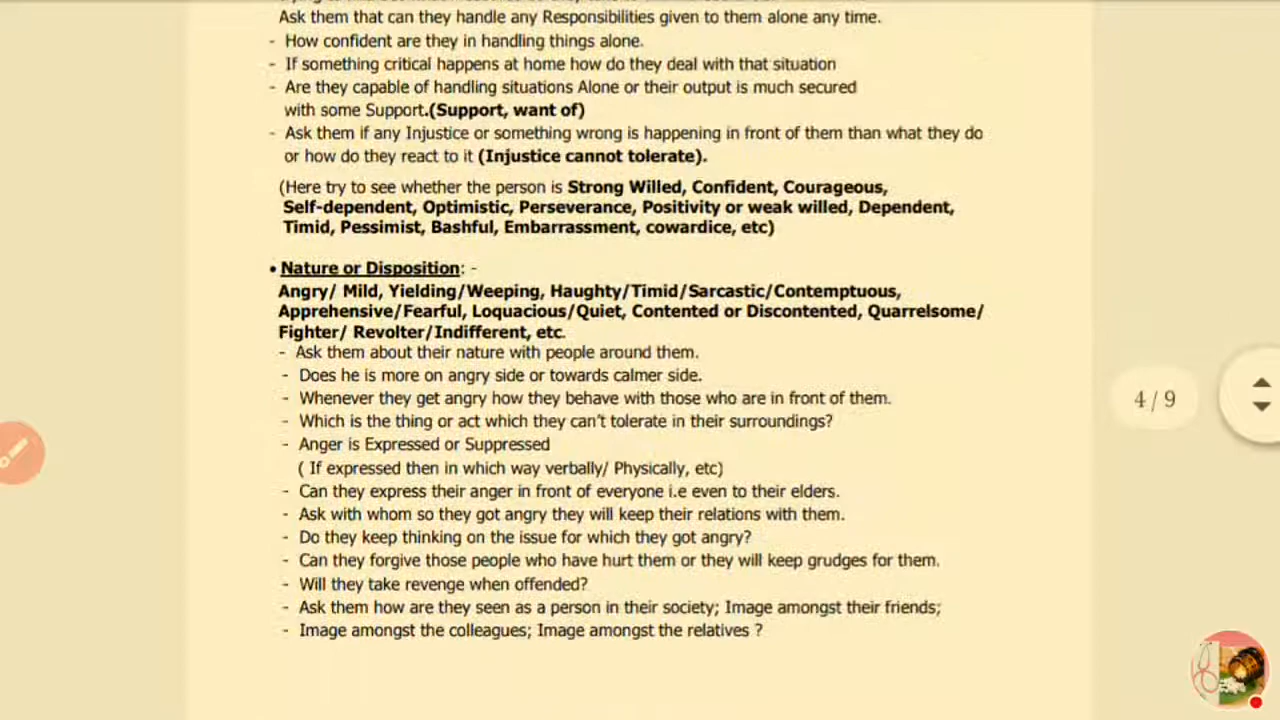 Ask them that can they handle any Responsibilities given to them alone any time.
- How confident are they in handling things alone.
- If something critical happens at home how do they deal with that situation
- Are they capable of handling situations Alone or their output is much secured
with some Support.(Support, want of)
- Ask them if any Injustice or something wrong is happening in front of them than what they do
or how do they react to it (Injustice cannot tolerate).
(Here try to see whether the person is Strong Willed, Confident, Courageous,
Self-dependent, Optimistic, Perseverance, Positivity or weak willed, Dependent,
Timid, Pessimist, Bashful, Embarrassment, cowardice, etc)
• Nature or Disposition: -
Angry/ Mild, Yielding/Weeping, Haughty/Timid/Sarcastic/Contemptuous,
Apprehensive/Fearful, Loquacious/Quiet, Contented or Discontented, Quarrelsome/
Fighter/ Revolter/Indifferent, etc.
- Ask them about their nature with people around them.
- Does he is more on angry side or towards calmer side.
- Whenever they get angry how they behave with those who are in front of them.
- Which is the thing or act which they can't tolerate in their surroundings?
- Anger is Expressed or Suppressed
( If expressed then in which way verbally/ Physically, etc)
- Can they express their anger in front of everyone i.e even to their elders.
- Ask with whom so they got angry they will keep their relations with them.
- Do they keep thinking on the issue for which they got angry?
- Can they forgive those people who have hurt them or they will keep grudges for them.
- Will they take revenge when offended?
- Ask them how are they seen as a person in their society; Image amongst their friends;
- Image amongst the colleagues; Image amongst the relatives ?
4 / 9